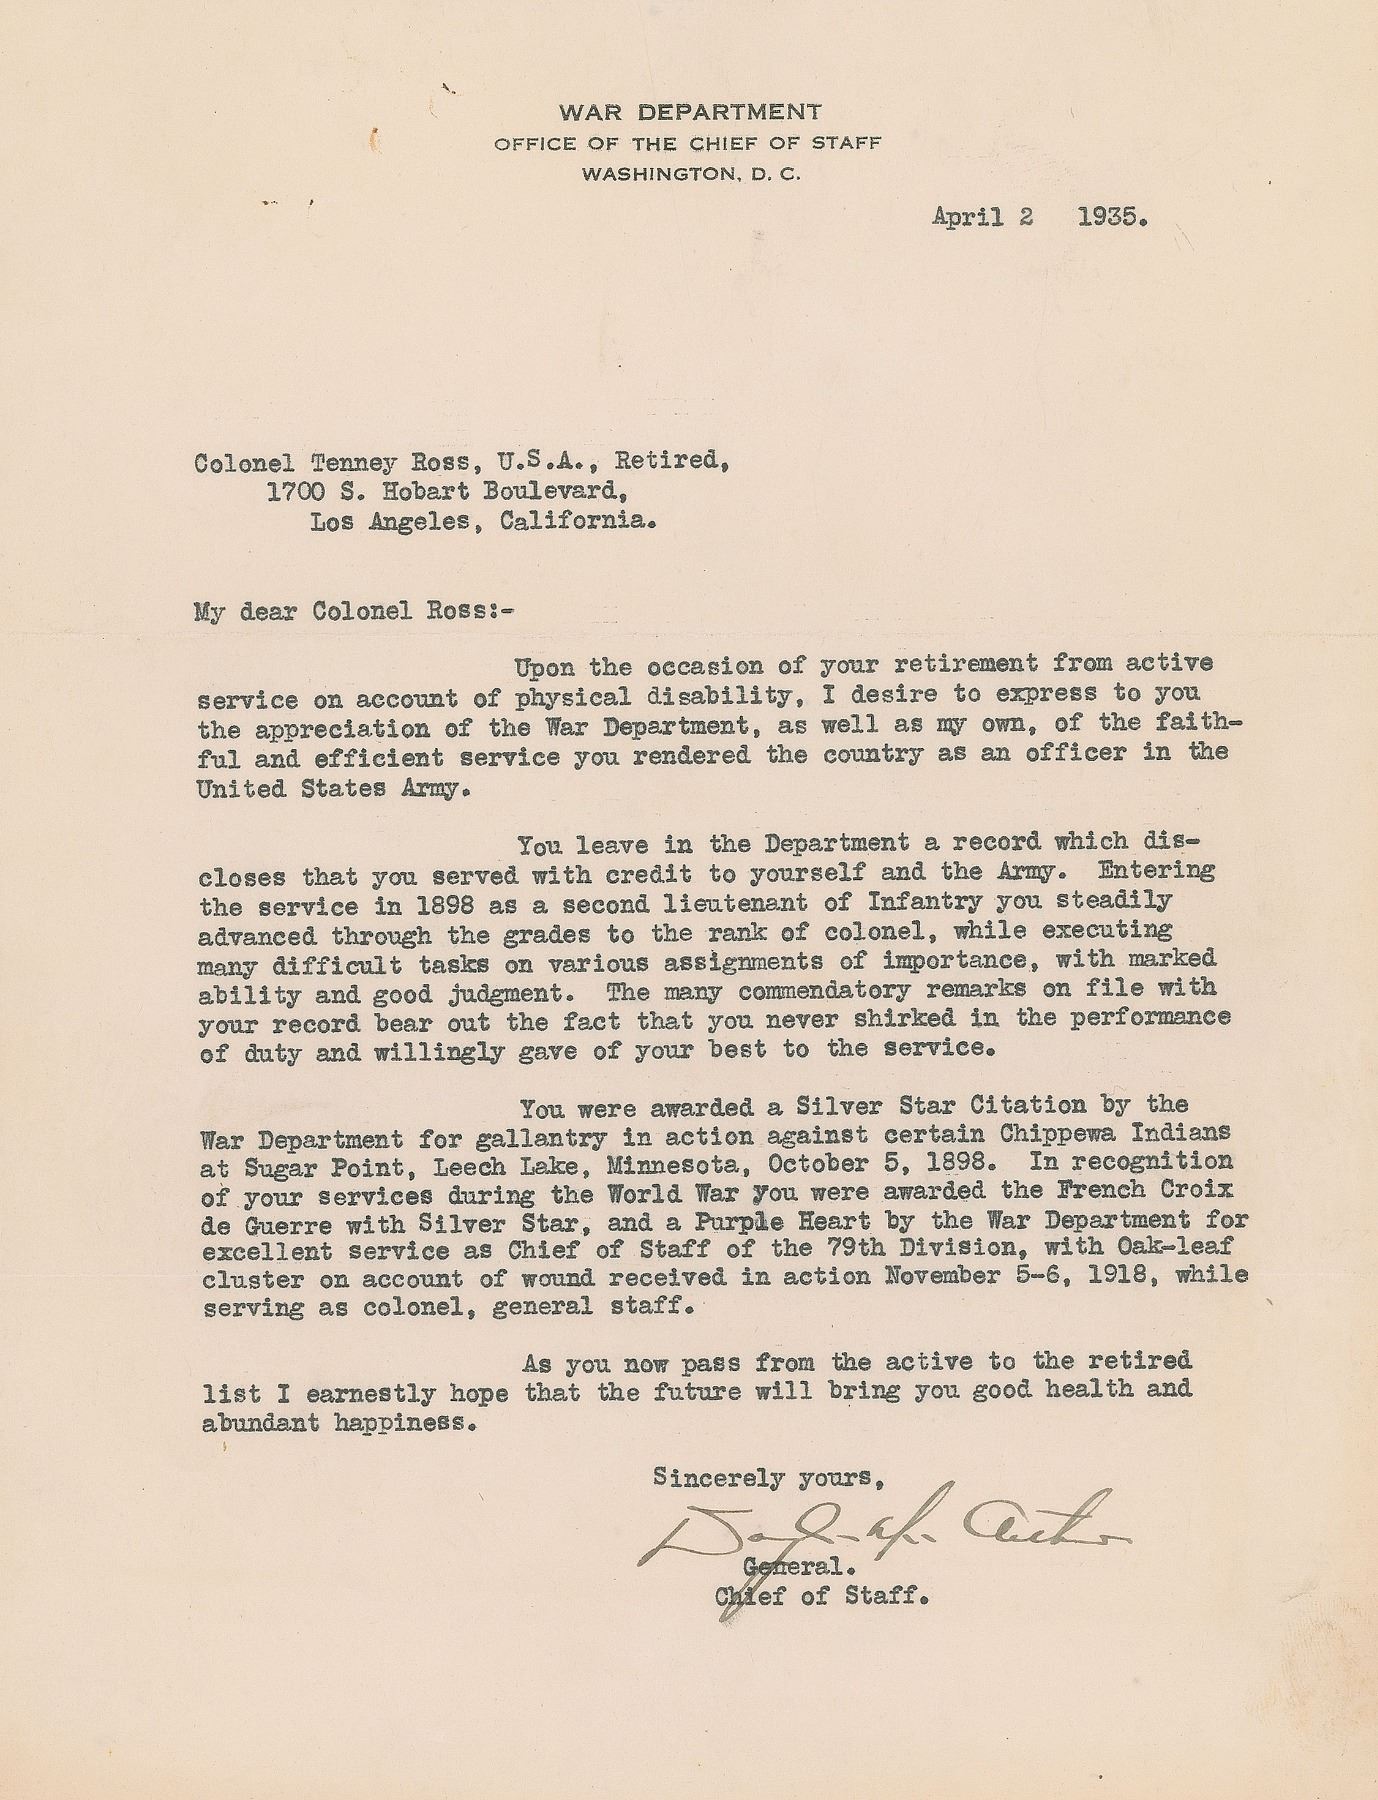 WAR DEPARTMENT
OFFICE OF THE CHIEF OF STAFF
WASHINGTON, D. C.
April 2 1935.
Colonel Tenney Ross, U.S.A., Retired,
1700 S. Hobart Boulevard,
Los Angeles, California.
My dear Colonel Ross:-
Upon the occasion of your retirement from active
service on account of physical disability, I desire to express to you
the appreciation of the War Department, as well as my own, of the faith-
ful and efficient service you rendered the country as an officer in the
United States Army.
You leave in the Department a record which dis-
closes that you served with credit to yourself and the Army. Entering
the service in 1898 as a second lieutenant of Infantry you steadily
advanced through the grades to the rank of colonel, while executing
many difficult tasks on various assignments of importance, with marked
ability and good judgment. The many commendatory remarks on file with
your record bear out the fact that you never shirked in the performance
of duty and willingly gave of your best to the service.
You were awarded a Silver Star Citation by the
War Department for gallantry in action against certain Chippewa Indians
at Sugar Point, Leech Lake, Minnesota, October 5, 1898. In recognition
of your services during the World War you were awarded the French Croix
de Guerre with Silver Star, and a Purple Heart by the War Department for
excellent service as Chief of Staff of the 79th Division, with Oak-leaf
cluster on account of wound received in action November 5-6, 1918, while
serving as colonel, general staff.
As you now pass from the active to the retired
list I earnestly hope that the future will bring you good health and
abundant happiness.
Sincerely yours,
Douglas MacArthur
General.
Chief of Staff.